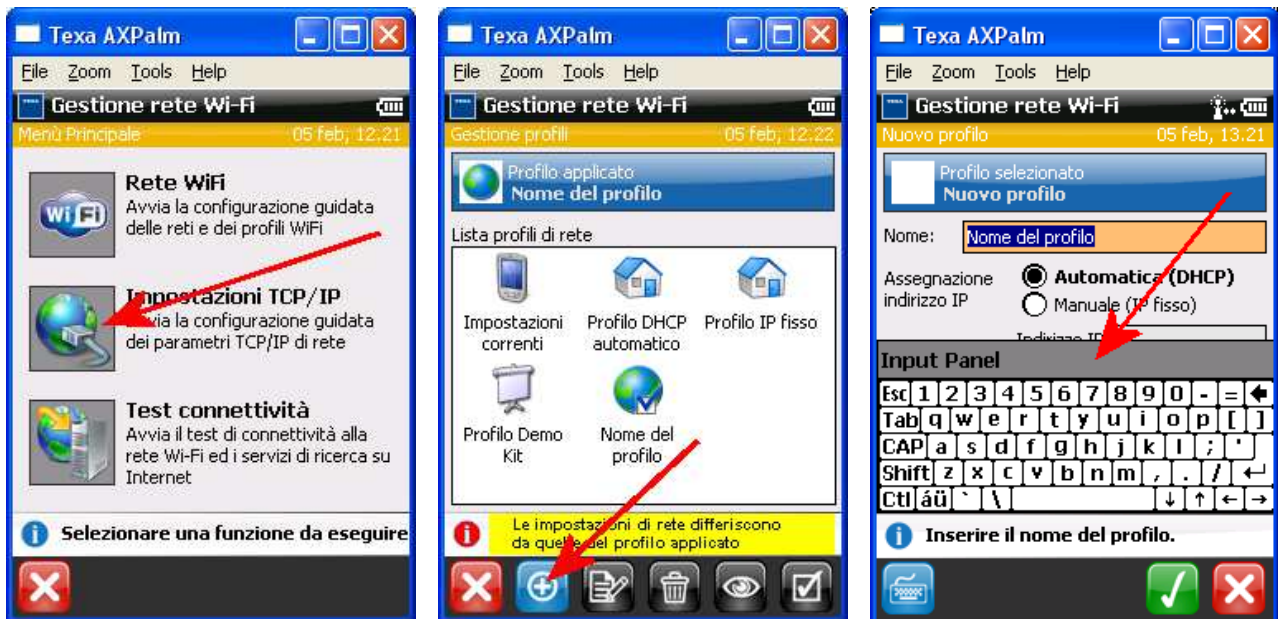 Texa AXPalm
File Zoom Tools Help
Gestione rete Wi-Fi
Menù Principale 05 feb, 12.21
WiFi
Rete WiFi
Avvia la configurazione guidata
delle reti e dei profili WiFi
Impostazioni TCP/IP
Avvia la configurazione guidata
dei parametri TCP/IP di rete
Test connettività
Avvia il test di connettività alla
rete Wi-Fi ed i servizi di ricerca su
Internet
Selezionare una funzione da eseguire
Texa AXPalm
File Zoom Tools Help
Gestione rete Wi-Fi
Gestione profili 05 feb, 12.22
Profilo applicato
Nome del profilo
Lista profili di rete
Impostazioni correnti
Profilo DHCP automatico
Profilo IP fisso
Profilo Demo Kit
Nome del profilo
Le impostazioni di rete differiscono
da quelle del profilo applicato
Texa AXPalm
File Zoom Tools Help
Gestione rete Wi-Fi
Nuovo profilo 05 feb, 13.21
Profilo selezionato
Nuovo profilo
Nome: Nome del profilo
Assegnazione indirizzo IP
Automatica (DHCP)
Manuale (IP fisso)
Indirizzo IP
Input Panel
Esc 1 2 3 4 5 6 7 8 9 0 - =
Tab q w e r t y u i o p [ ]
CAP a s d f g h j k l ; '
Shift z x c v b n m , . /
Ctl áü ` \
Inserire il nome del profilo.